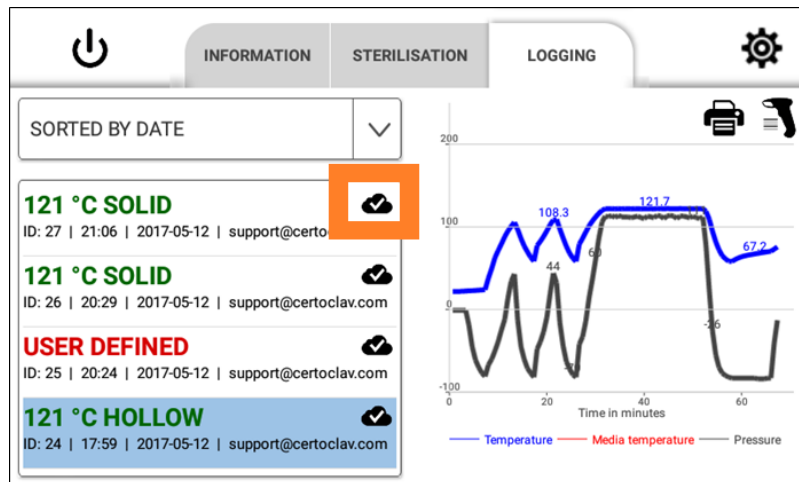 INFORMATION STERILISATION LOGGING
SORTED BY DATE
121 °C SOLID
ID: 27 | 21:06 | 2017-05-12 | support@certo
121 °C SOLID
ID: 26 | 20:29 | 2017-05-12 | support@certoclav.com
USER DEFINED
ID: 25 | 20:24 | 2017-05-12 | support@certoclav.com
121 °C HOLLOW
ID: 24 | 17:59 | 2017-05-12 | support@certoclav.com
200
100
0
-100
108.3
121.7
67.2
44
60
-26
0 20 40 60
Time in minutes
Temperature Media temperature Pressure